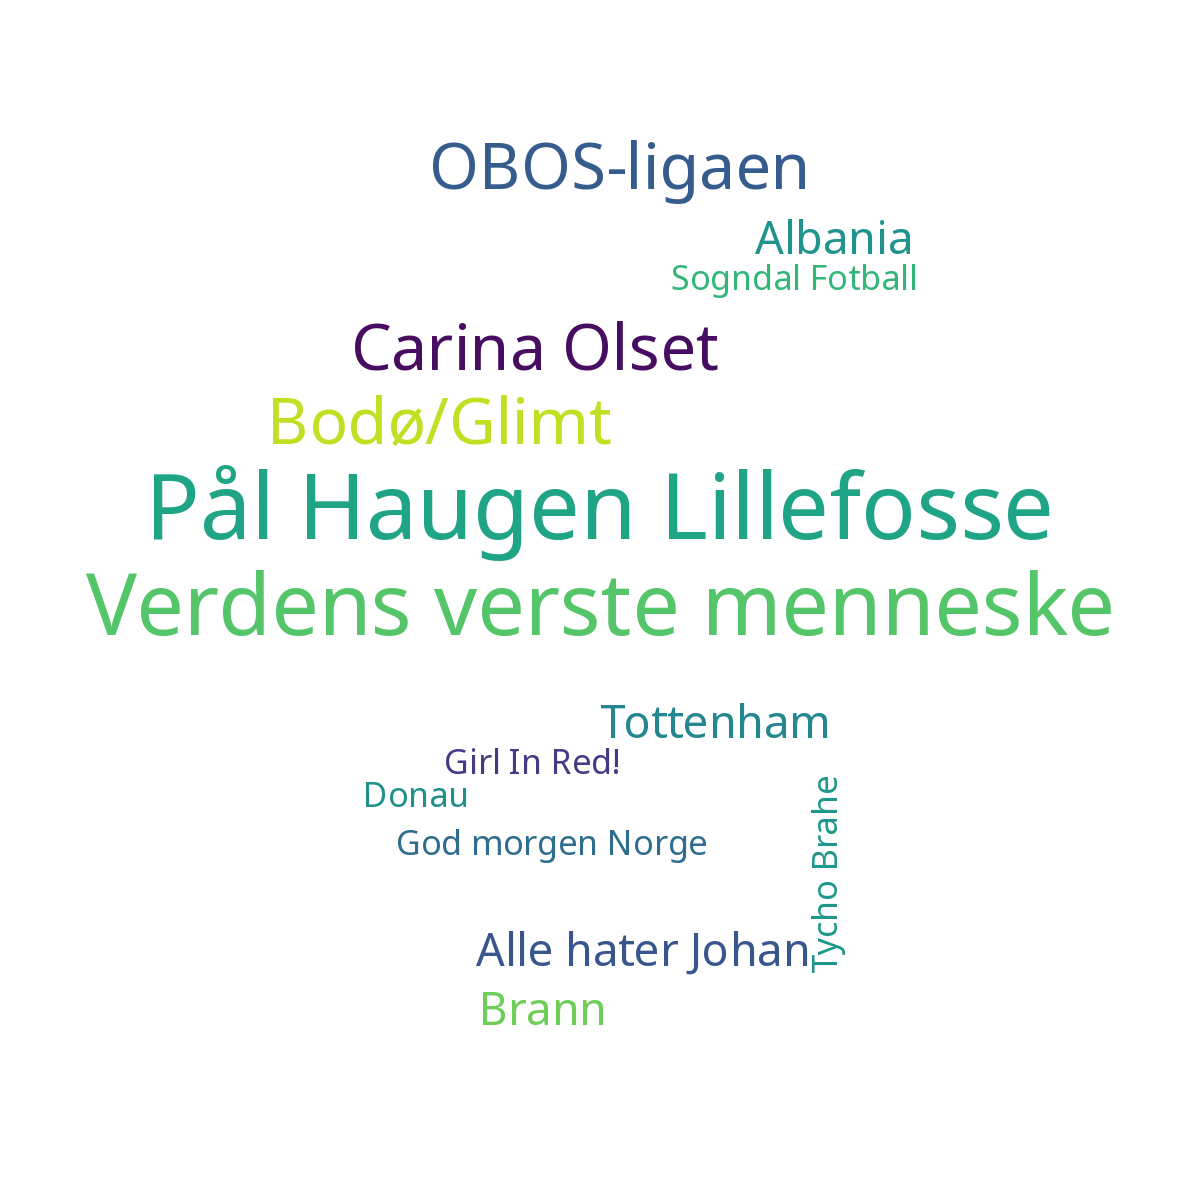 OBOS-ligaen
Albania
Sogndal Fotball
Carina Olset
Bodø/Glimt
Pål Haugen Lillefosse
Verdens verste menneske
Tottenham
Girl In Red!
Donau
God morgen Norge
Tycho Brahe
Alle hater Johan
Brann